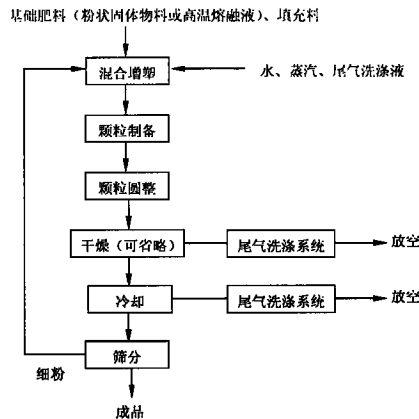 基础肥料（粉状固体物料或高温熔融液）、填充料
混合增塑
水、蒸汽、尾气洗涤液
颗粒制备
颗粒圆整
干燥（可省略）
尾气洗涤系统
放空
冷却
尾气洗涤系统
放空
筛分
细粉
成品